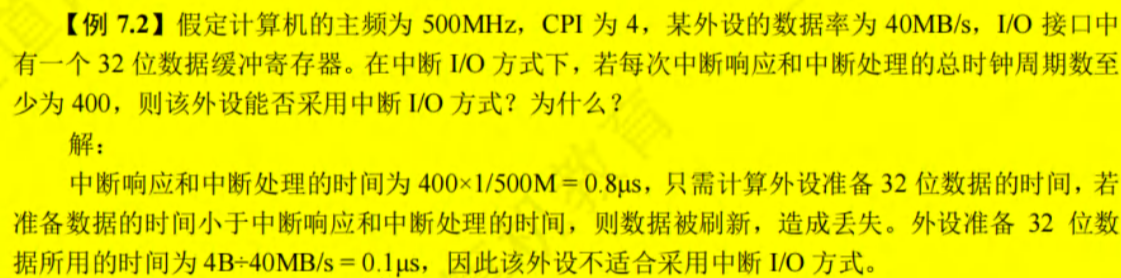 【例 7.2】假定计算机的主频为 500MHz，CPI 为 4，某外设的数据率为 40MB/s，I/O 接口中
有一个 32 位数据缓冲寄存器。在中断 I/O 方式下，若每次中断响应和中断处理的总时钟周期数至
少为 400，则该外设能否采用中断 I/O 方式？为什么？
解：
中断响应和中断处理的时间为 400×1/500M = 0.8μs，只需计算外设准备 32 位数据的时间，若
准备数据的时间小于中断响应和中断处理的时间，则数据被刷新，造成丢失。外设准备 32 位数
据所用的时间为 4B÷40MB/s = 0.1μs，因此该外设不适合采用中断 I/O 方式。